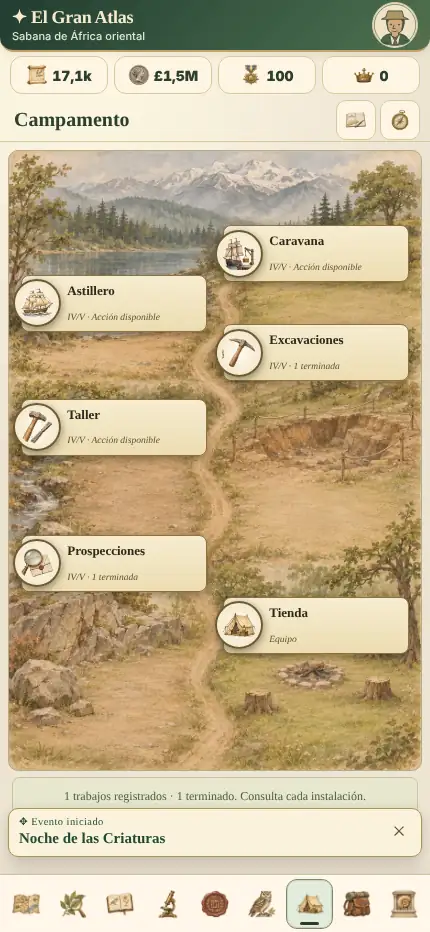 ✦ El Gran Atlas
Sabana de África oriental
17,1k
£1,5M
100
0
Campamento
Caravana
IV/V · Acción disponible
Astillero
IV/V · Acción disponible
Excavaciones
IV/V · 1 terminada
Taller
IV/V · Acción disponible
Prospecciones
IV/V · 1 terminada
Tienda
Equipo
1 trabajos registrados · 1 terminado. Consulta cada instalación.
✥ Evento iniciado
Noche de las Criaturas